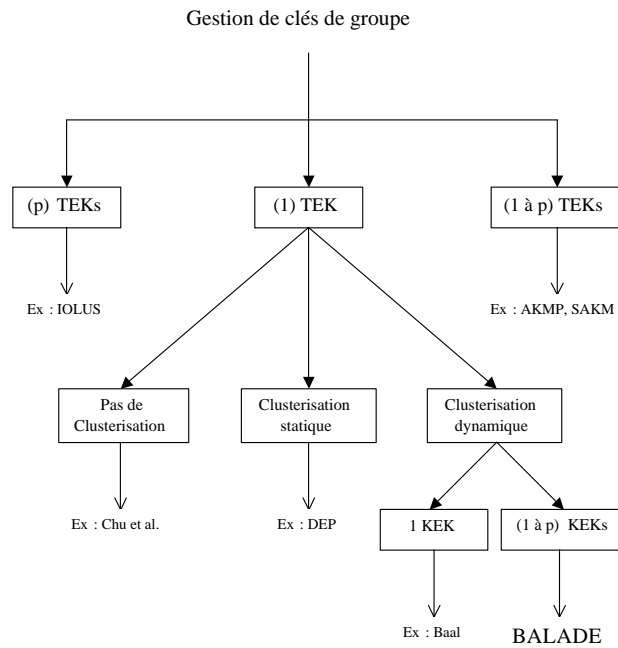 Gestion de clés de groupe
(p) TEKs
(1) TEK
(1 à p) TEKs
Ex : IOLUS
Ex : AKMP, SAKM
Pas de
Clusterisation
Clusterisation
statique
Clusterisation
dynamique
Ex : Chu et al.
Ex : DEP
1 KEK
(1 à p) KEKs
Ex : Baal
BALADE